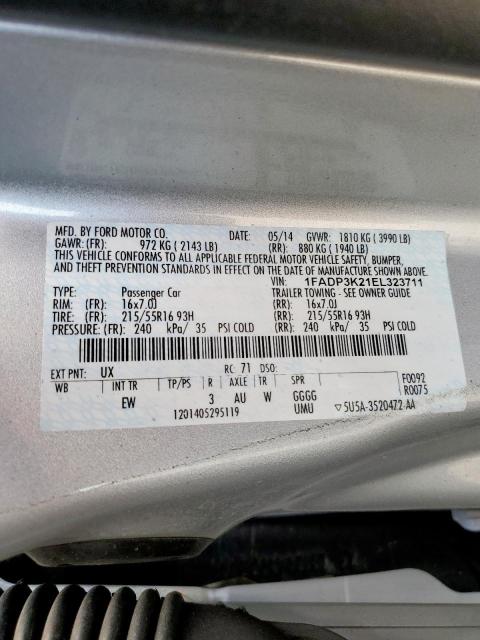 MFD. BY FORD MOTOR CO. DATE: 05/14 GVWR: 1810 KG ( 3990 LB)
GAWR: (FR): 972 KG ( 2143 LB) (RR): 880 KG ( 1940 LB)
THIS VEHICLE CONFORMS TO ALL APPLICABLE FEDERAL MOTOR VEHICLE SAFETY, BUMPER,
AND THEFT PREVENTION STANDARDS IN EFFECT ON THE DATE OF MANUFACTURE SHOWN ABOVE.
VIN: 1FADP3K21EL323711
TYPE: Passenger Car TRAILER TOWING - SEE OWNER GUIDE
RIM: (FR): 16x7.0J (RR): 16x7.0J
TIRE: (FR): 215/55R16 93H (RR): 215/55R16 93H
PRESSURE: (FR): 240 kPa/ 35 PSI COLD (RR): 240 kPa/ 35 PSI COLD
EXT PNT: UX RC: 71 DSO:
WB INT TR TP/PS R AXLE TR SPR F0092
EW 3 AU W GGGG R0075
1201405295119 UMU ▽5U5A-3520472-AA